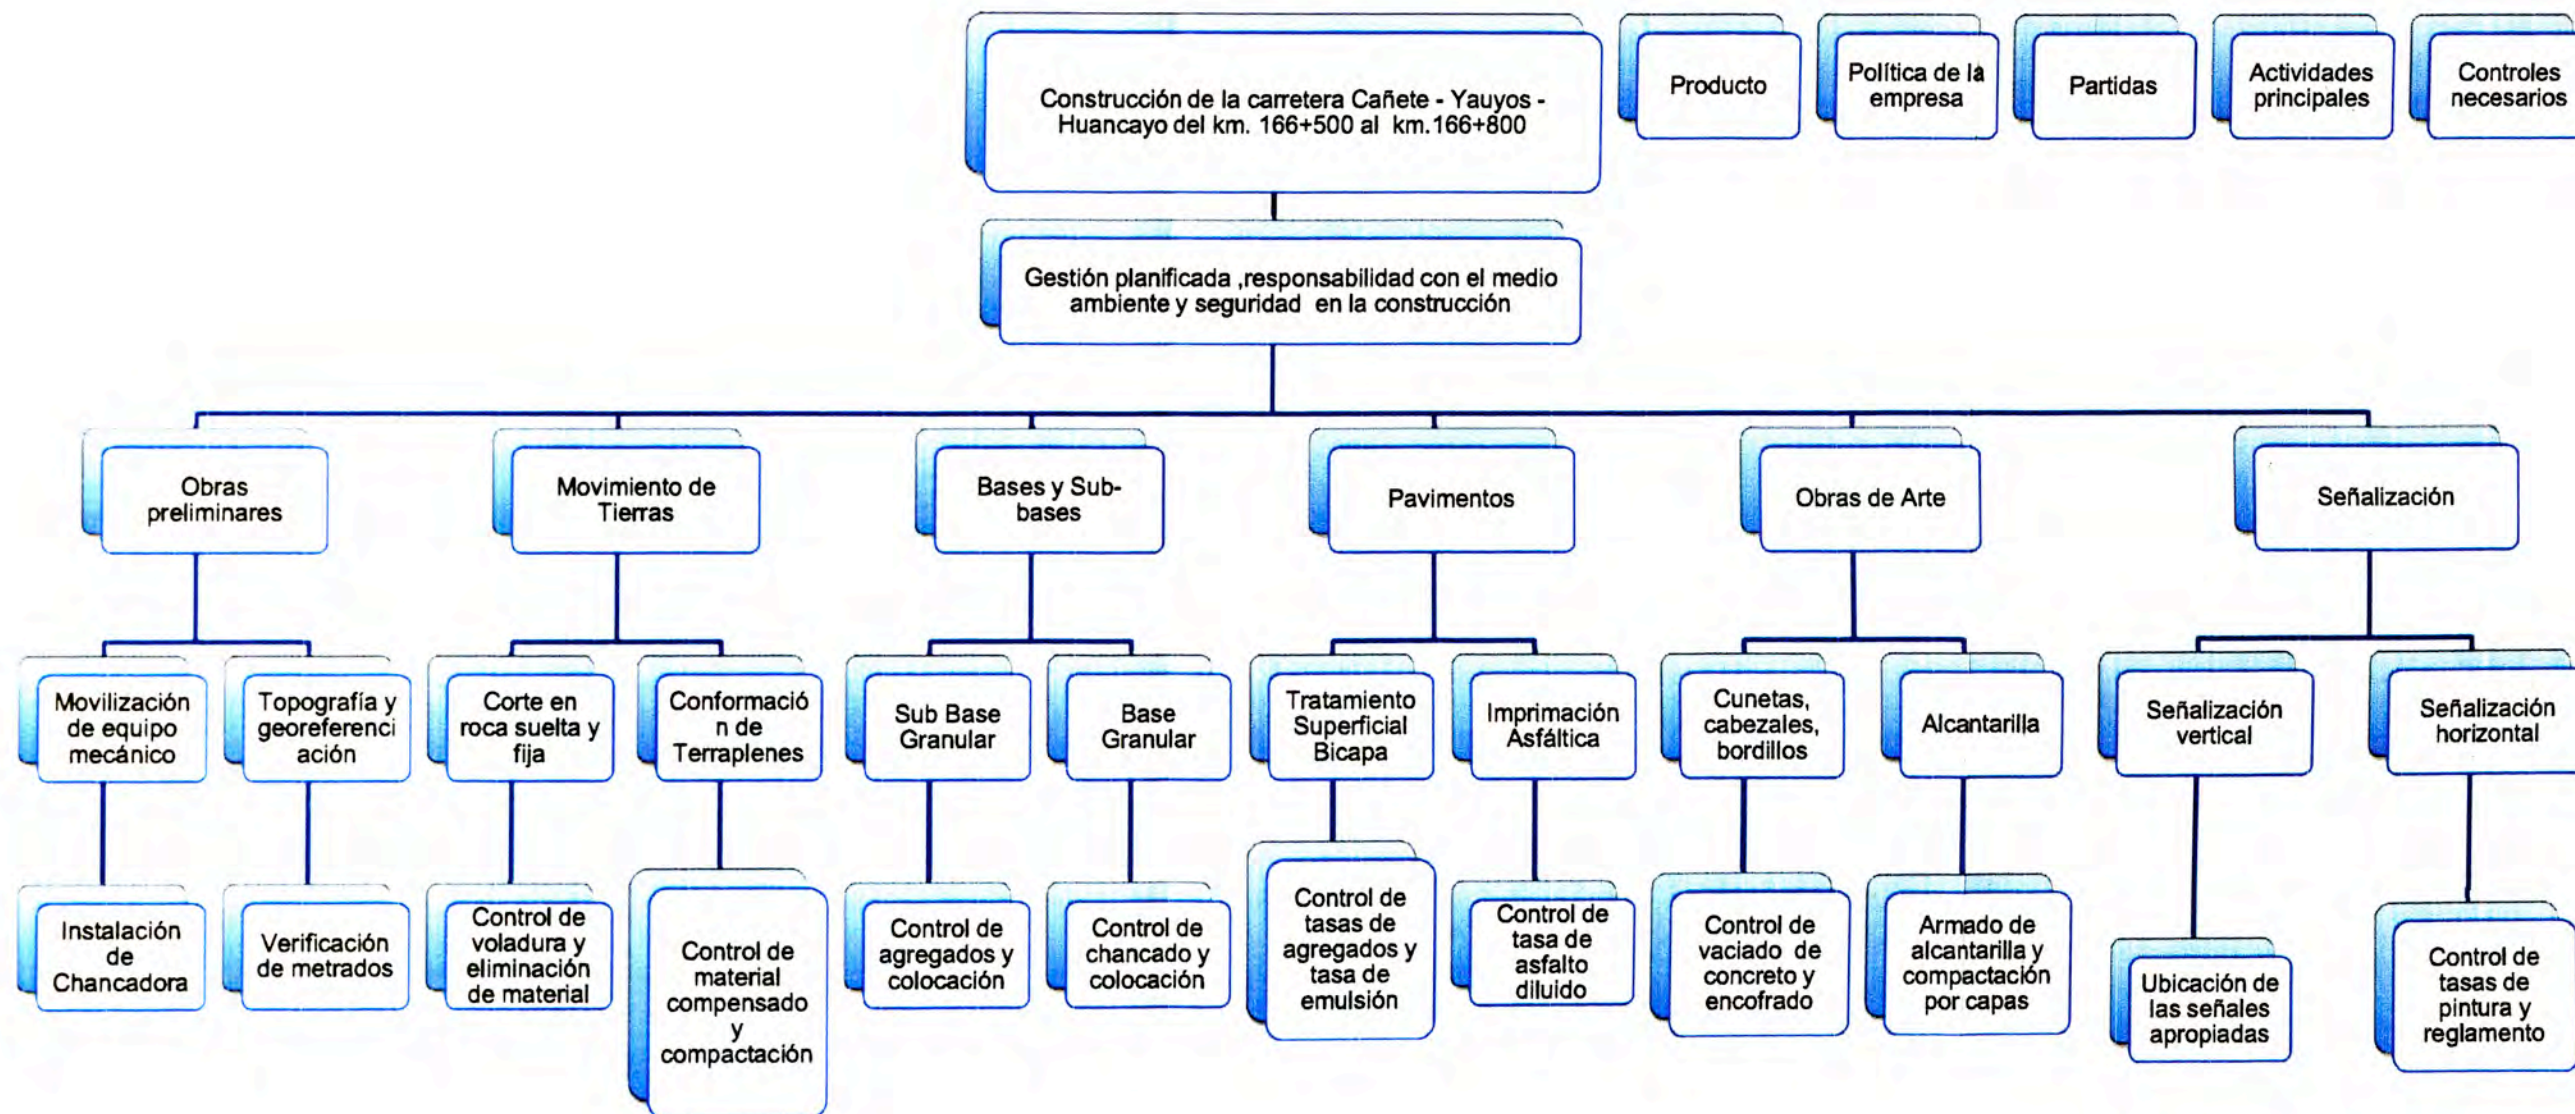 Construcción de la carretera Cañete - Yauyos -
Huancayo del km. 166+500 al km.166+800
Producto
Política de la
empresa
Partidas
Actividades
principales
Controles
necesarios
Gestión planificada ,responsabilidad con el medio
ambiente y seguridad en la construcción
Obras
preliminares
Movimiento de
Tierras
Bases y Sub-
bases
Pavimentos
Obras de Arte
Señalización
Movilización
de equipo
mecánico
Topografía y
georeferenci
ación
Corte en
roca suelta y
fija
Conformació
n de
Terraplenes
Sub Base
Granular
Base
Granular
Tratamiento
Superficial
Bicapa
Imprimación
Asfáltica
Cunetas,
cabezales,
bordillos
Alcantarilla
Señalización
vertical
Señalización
horizontal
Instalación
de
Chancadora
Verificación
de metrados
Control de
voladura y
eliminación
de material
Control de
material
compensado
y
compactación
Control de
agregados y
colocación
Control de
chancado y
colocación
Control de
tasas de
agregados y
tasa de
emulsión
Control de
tasa de
asfalto
diluido
Control de
vaciado de
concreto y
encofrado
Armado de
alcantarilla y
compactación
por capas
Ubicación de
las señales
apropiadas
Control de
tasas de
pintura y
reglamento